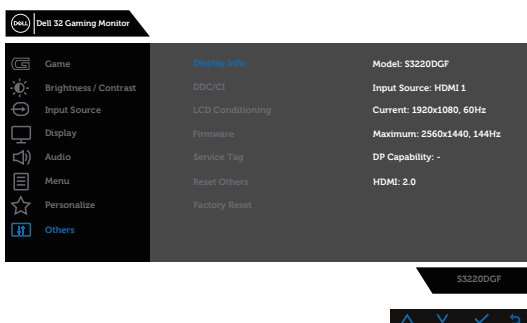 DELL Dell 32 Gaming Monitor
Game Display Info Model: S3220DGF
Brightness / Contrast DDC/CI Input Source: HDMI 1
Input Source LCD Conditioning Current: 1920x1080, 60Hz
Display Firmware Maximum: 2560x1440, 144Hz
Audio Service Tag DP Capability: -
Menu Reset Others HDMI: 2.0
Personalize Factory Reset
Others
S3220DGF